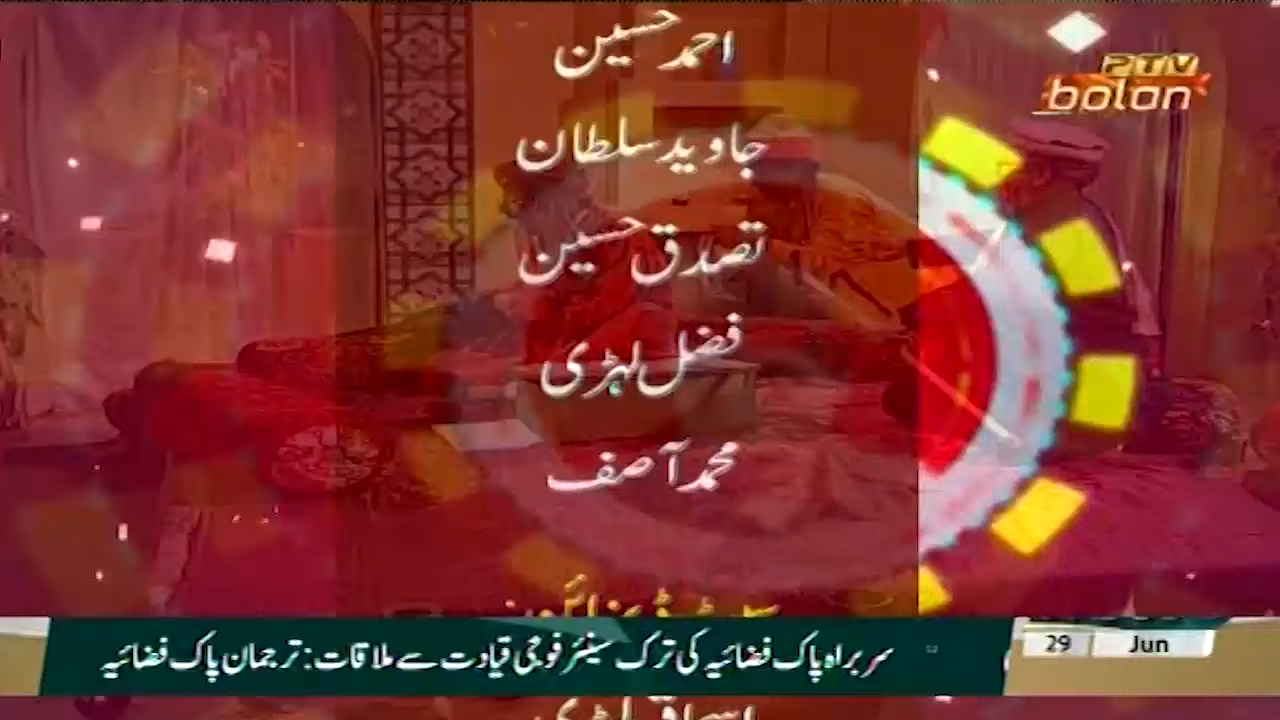 احمد حسین
PTV
bolan
جاوید سلطان
تصدق حسین
فضل لہڑی
محمد آصف
سربراہ پاک فضائیہ کی ترک سینئر فوجی قیادت سے ملاقات: ترجمان پاک فضائیہ
29 Jun